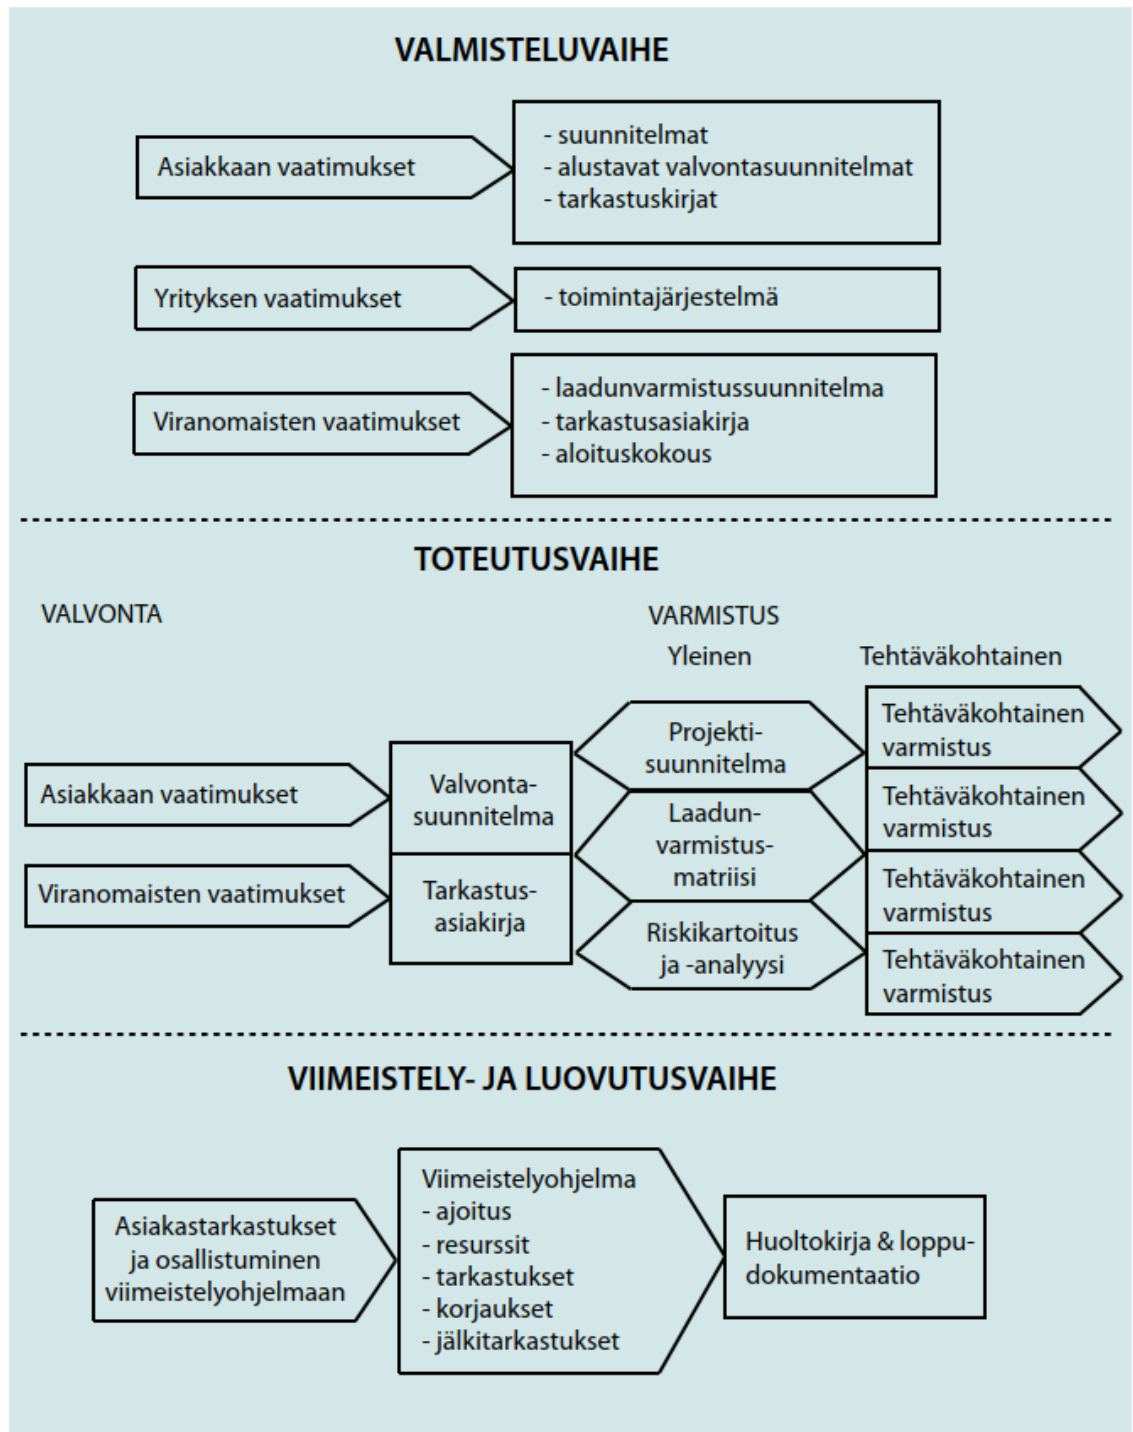 VALMISTELUVAIHE
Asiakkaan vaatimukset
- suunnitelmat
- alustavat valvontasuunnitelmat
- tarkastuskirjat
Yrityksen vaatimukset
- toimintajärjestelmä
Viranomaisten vaatimukset
- laadunvarmistussuunnitelma
- tarkastusasiakirja
- aloituskokous
TOTEUTUSVAIHE
VALVONTA
VARMISTUS
Yleinen
Tehtäväkohtainen
Asiakkaan vaatimukset
Viranomaisten vaatimukset
Valvonta-
suunnitelma
Tarkastus-
asiakirja
Projekti-
suunnitelma
Laadun-
varmistus-
matriisi
Riskikartoitus
ja -analyysi
Tehtäväkohtainen
varmistus
Tehtäväkohtainen
varmistus
Tehtäväkohtainen
varmistus
Tehtäväkohtainen
varmistus
VIIMEISTELY- JA LUOVUTUSVAIHE
Asiakastarkastukset
ja osallistuminen
viimeistelyohjelmaan
Viimeistelyohjelma
- ajoitus
- resurssit
- tarkastukset
- korjaukset
- jälkitarkastukset
Huoltokirja & loppu-
dokumentaatio